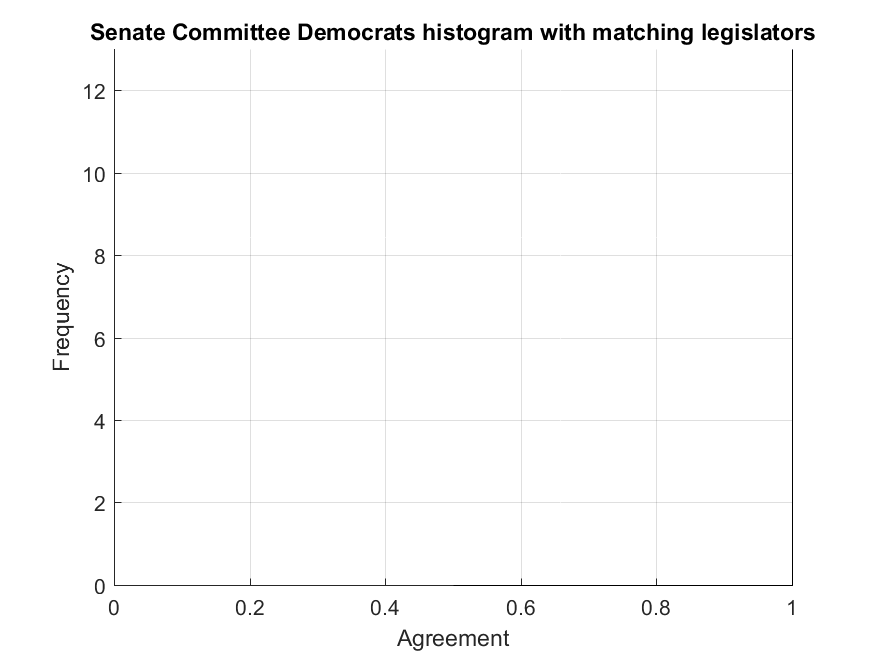 Senate Committee Democrats histogram with matching legislators
12
10
8
6
4
2
0
Frequency
0 0.2 0.4 0.6 0.8 1
Agreement